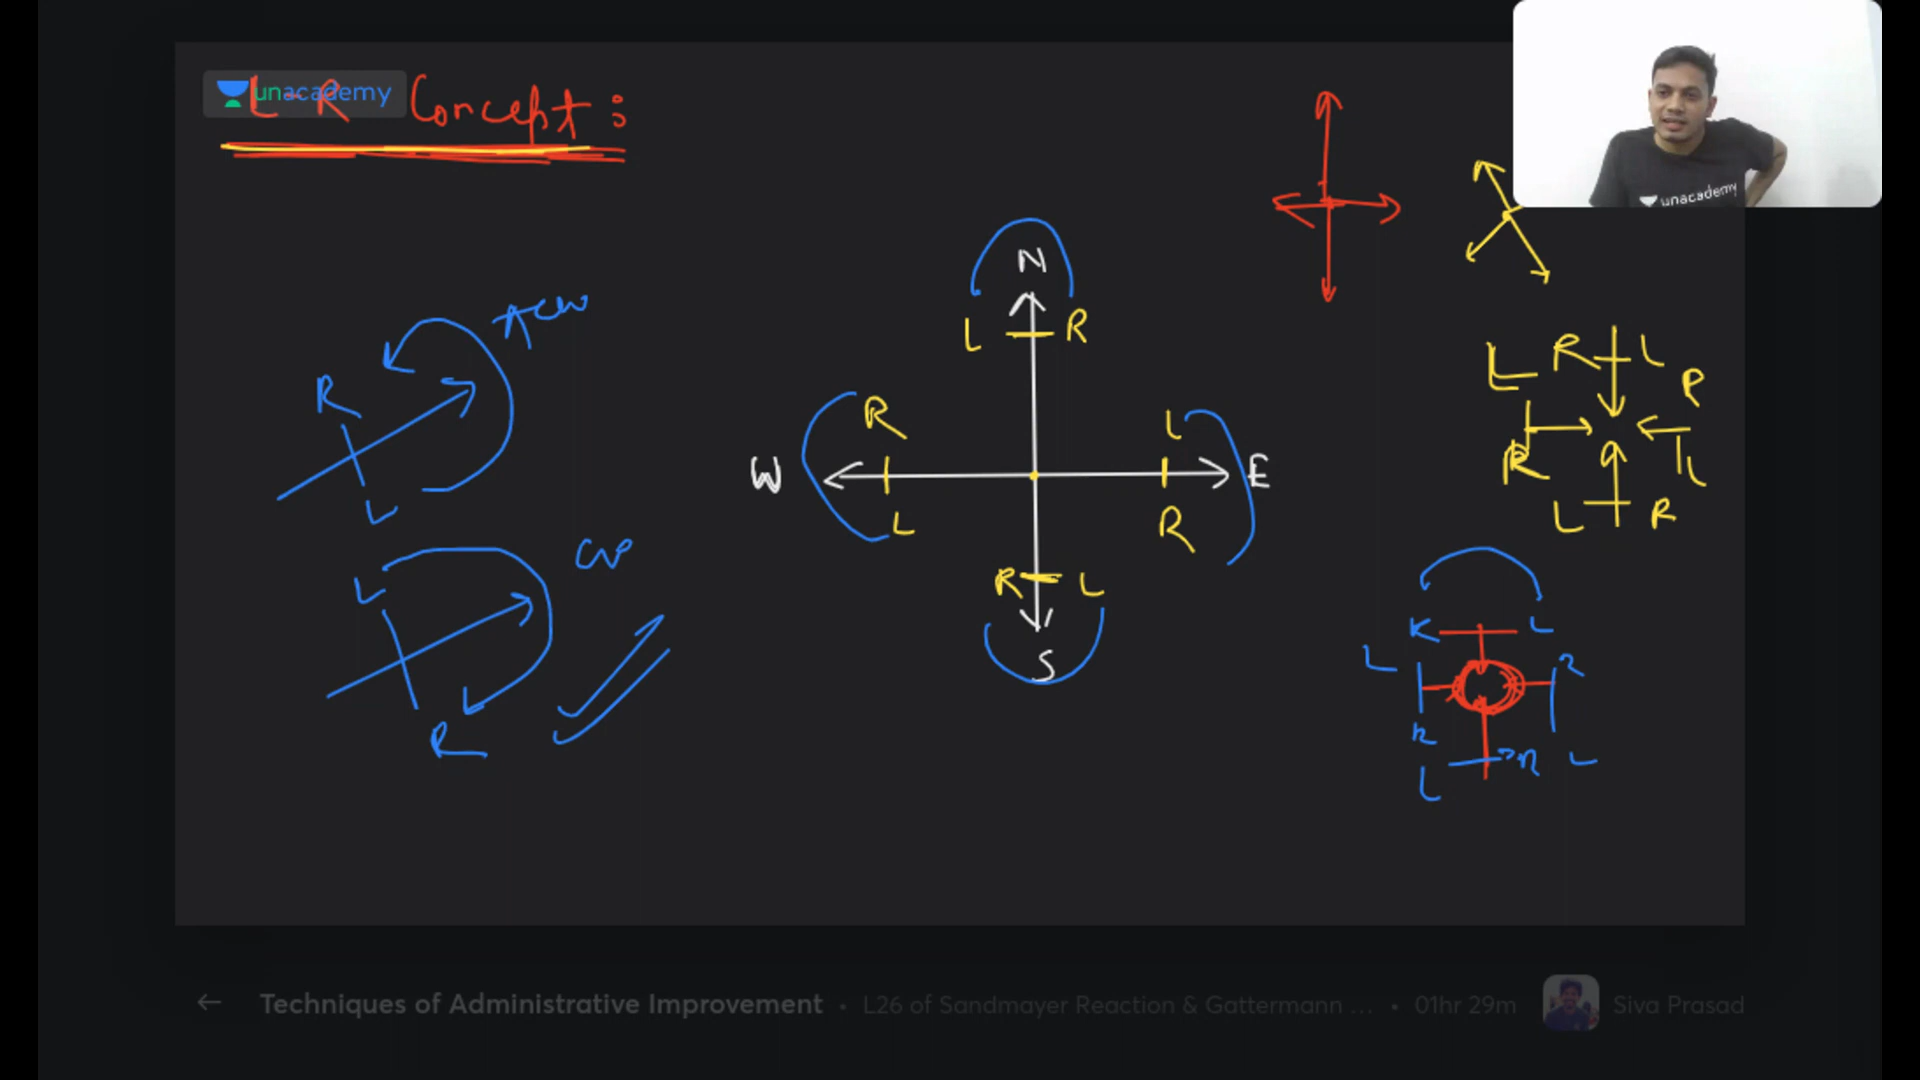 unacademy
L-R Concept :
unacademy
N
L R
ACW
R
R L
L
R
R
L
W
E
R
L
L
L
R
L
R
L
CW
R L
L
S
L
L
R
R
L
R L
Techniques of Administrative Improvement • L26 of Sandmayer Reaction & Gattermann ... • 01hr 29m Siva Prasad